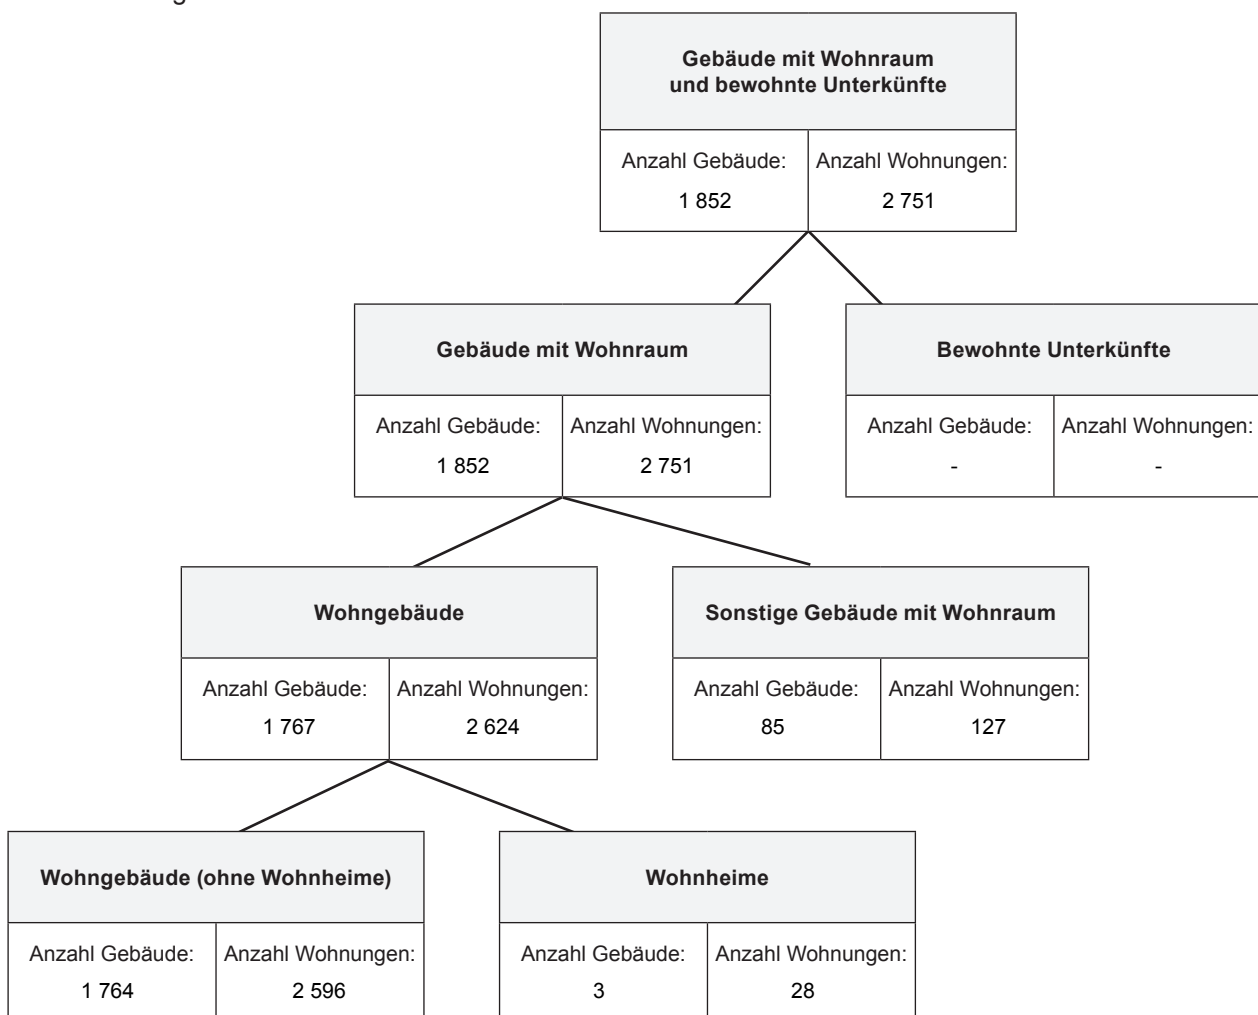 Gebäude mit Wohnraum
und bewohnte Unterkünfte
Anzahl Gebäude: Anzahl Wohnungen:
1 852 2 751
Gebäude mit Wohnraum
Anzahl Gebäude: Anzahl Wohnungen:
1 852 2 751
Bewohnte Unterkünfte
Anzahl Gebäude: Anzahl Wohnungen:
- -
Wohngebäude
Anzahl Gebäude: Anzahl Wohnungen:
1 767 2 624
Sonstige Gebäude mit Wohnraum
Anzahl Gebäude: Anzahl Wohnungen:
85 127
Wohngebäude (ohne Wohnheime)
Anzahl Gebäude: Anzahl Wohnungen:
1 764 2 596
Wohnheime
Anzahl Gebäude: Anzahl Wohnungen:
3 28